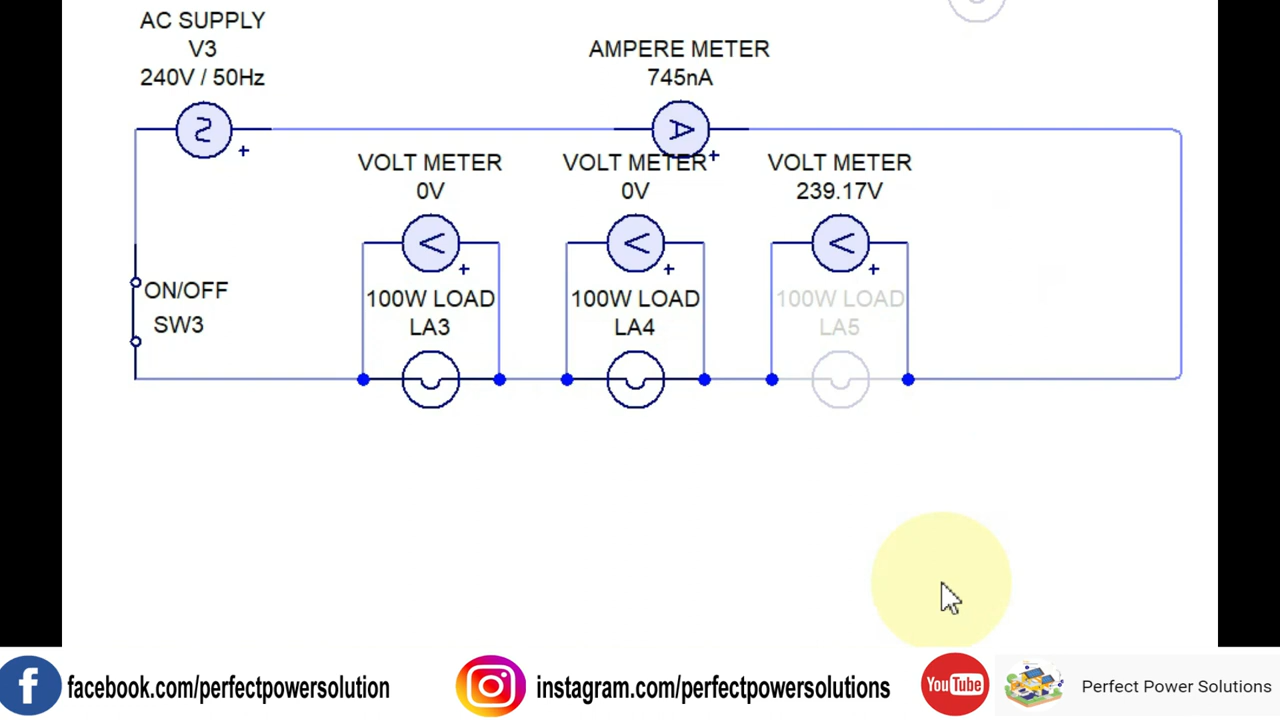 AC SUPPLY
V3
240V / 50Hz
AMPERE METER
745nA
VOLT METER
0V
VOLT METER
0V
VOLT METER
239.17V
ON/OFF
SW3
100W LOAD
LA3
100W LOAD
LA4
100W LOAD
LA5
facebook.com/perfectpowersolution
instagram.com/perfectpowersolutions
YouTube
Perfect Power Solutions